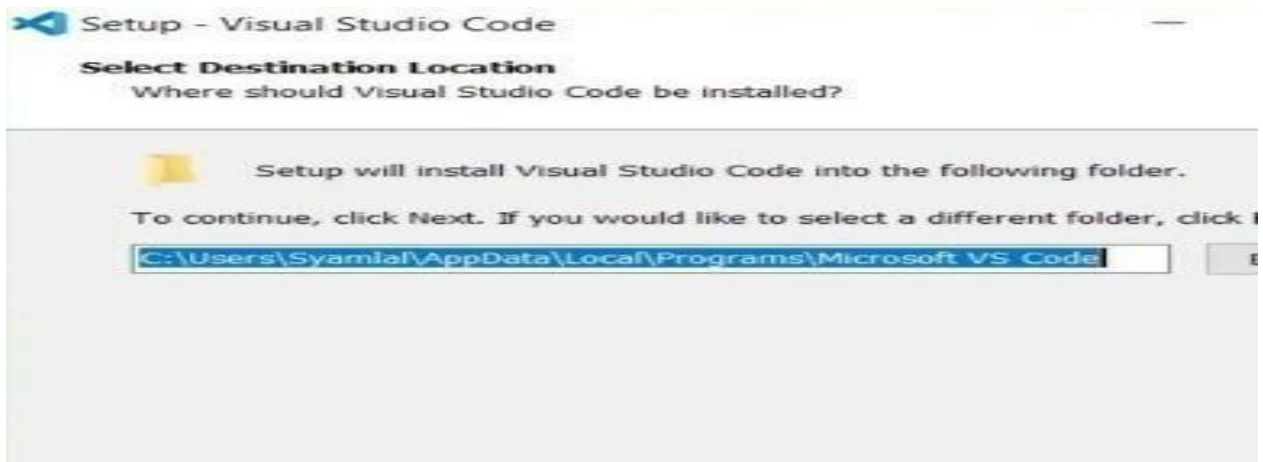 Setup - Visual Studio Code
Select Destination Location
Where should Visual Studio Code be installed?
Setup will install Visual Studio Code into the following folder.
To continue, click Next. If you would like to select a different folder, click
C:\Users\Syamlal\AppData\Local\Programs\Microsoft VS Code